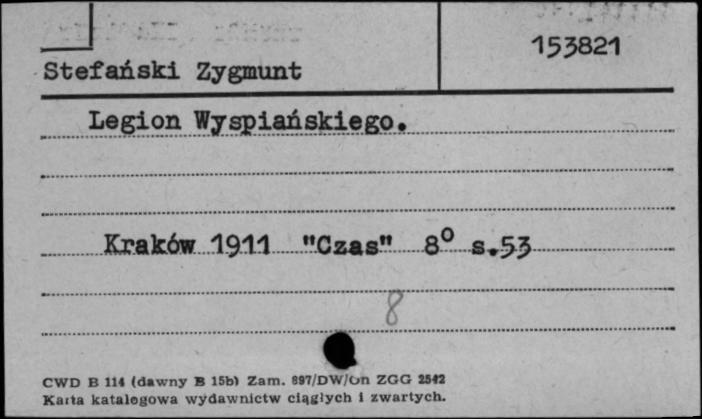 153821
Stefański Zygmunt
Legion Wyspiańskiego.
Kraków 1911 "Czas" 8° s.53
8
CWD B 114 (dawny B 15b) Zam. 897/DW/On ZGG 2542
Karta katalogowa wydawnictw ciągłych i zwartych.